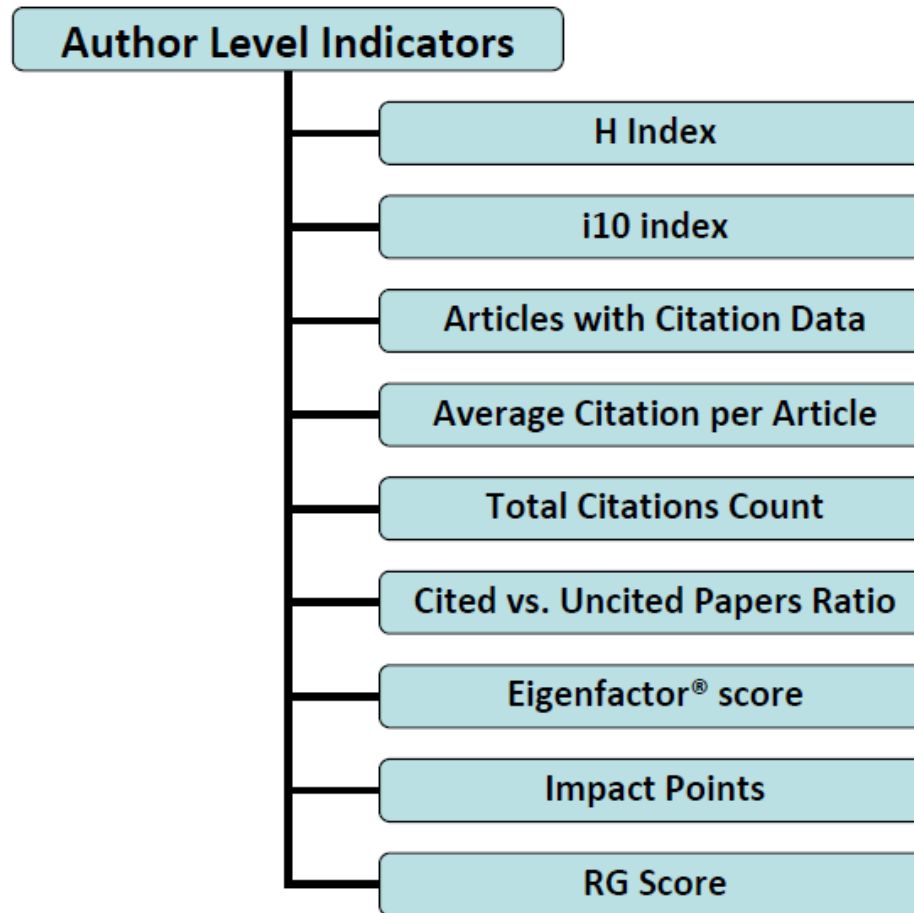 Author Level Indicators
H Index
i10 index
Articles with Citation Data
Average Citation per Article
Total Citations Count
Cited vs. Uncited Papers Ratio
Eigenfactor® score
Impact Points
RG Score